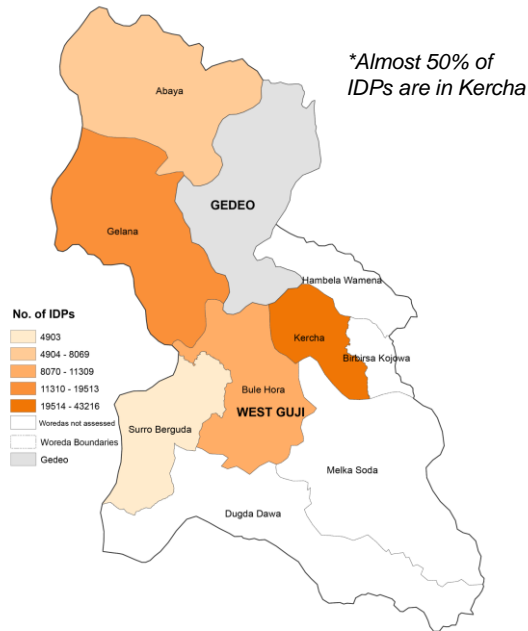 *Almost 50% of
IDPs are in Kercha
Abaya
GEDEO
Gelana
Hambela Wamena
No. of IDPs
4903
4904 - 8069
8070 - 11309
11310 - 19513
19514 - 43216
Woredas not assessed
Woreda Boundaries
Gedeo
Kercha
Birbirsa Kojowa
Bule Hora
WEST GUJI
Surro Berguda
Melka Soda
Dugda Dawa